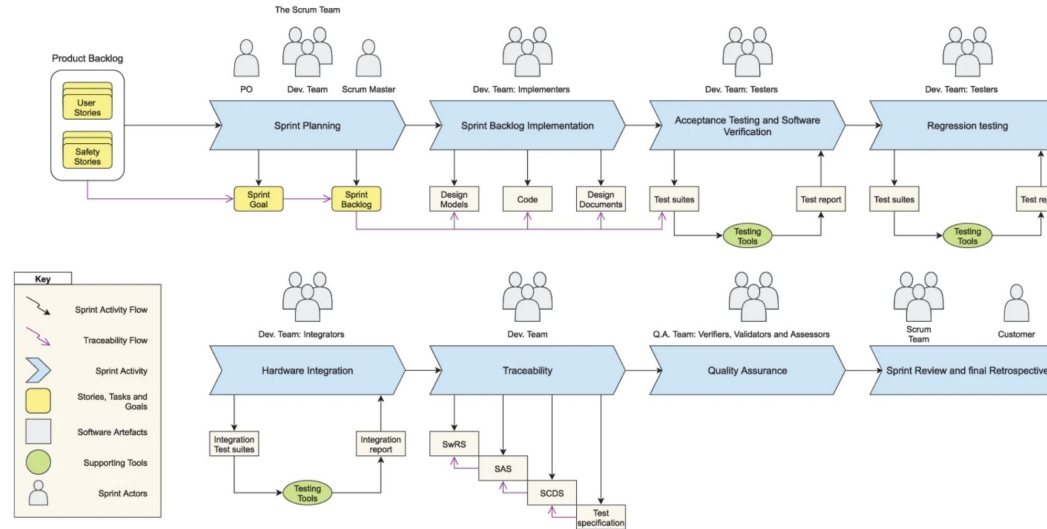 The Scrum Team
Product Backlog
User
Stories
Safety
Stories
PO
Dev. Team
Scrum Master
Dev. Team: Implementers
Dev. Team: Testers
Dev. Team: Testers
Sprint Planning
Sprint Backlog Implementation
Acceptance Testing and Software
Verification
Regression testing
Sprint
Goal
Sprint
Backlog
Design
Models
Code
Design
Documents
Test suites
Test report
Testing
Tools
Test suites
Test rep
Testing
Tools
Key
Sprint Activity Flow
Traceability Flow
Sprint Activity
Stories, Tasks and
Goals
Software Artefacts
Supporting Tools
Sprint Actors
Dev. Team: Integrators
Dev. Team
Q.A. Team: Verifiers, Validators and Assessors
Scrum
Team
Customer
Hardware Integration
Traceability
Quality Assurance
Sprint Review and final Retrospective
Integration
Test suites
Integration
report
Testing
Tools
SwRS
SAS
SCDS
Test
specification